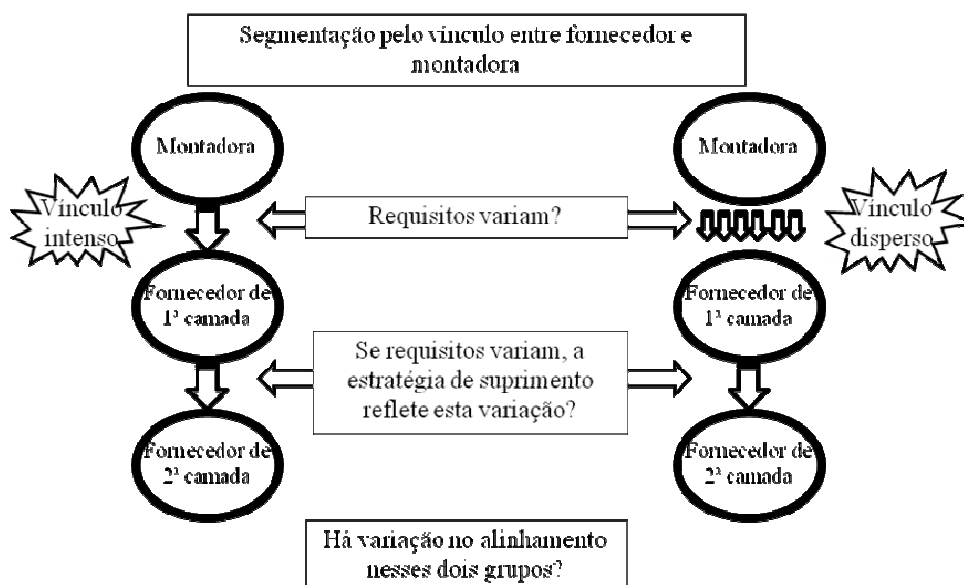 Segmentação pelo vínculo entre fornecedor e
montadora
Montadora
Montadora
Vínculo
intenso
Requisitos variam?
Vínculo
disperso
Fornecedor de
1ª camada
Fornecedor de
1ª camada
Se requisitos variam, a
estratégia de suprimento
reflete esta variação?
Fornecedor de
2ª camada
Fornecedor de
2ª camada
Há variação no alinhamento
nesses dois grupos?